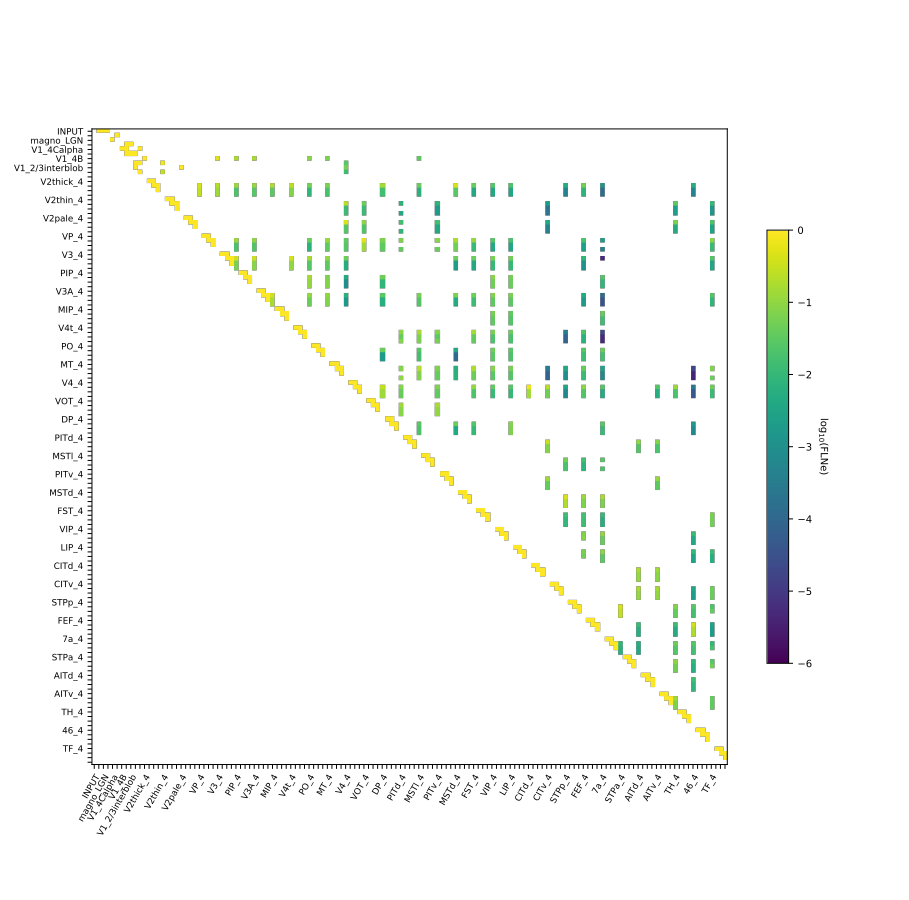 INPUT
magno_LGN
V1_4Calpha
V1_4B
V1_2/3interblob
V2thick_4
V2thin_4
V2pale_4
VP_4
V3_4
PIP_4
V3A_4
MIP_4
V4t_4
PO_4
MT_4
V4_4
VOT_4
DP_4
PITd_4
MSTl_4
PITv_4
MSTd_4
FST_4
VIP_4
LIP_4
CITd_4
CITv_4
STPp_4
FEF_4
7a_4
STPa_4
AITd_4
AITv_4
TH_4
46_4
TF_4
INPUT
magno_LGN
V1_4Calpha
V1_4B
V1_2/3interblob
V2thick_4
V2thin_4
V2pale_4
VP_4
V3_4
PIP_4
V3A_4
MIP_4
V4t_4
PO_4
MT_4
V4_4
VOT_4
DP_4
PITd_4
MSTl_4
PITv_4
MSTd_4
FST_4
VIP_4
LIP_4
CITd_4
CITv_4
STPp_4
FEF_4
7a_4
STPa_4
AITd_4
AITv_4
TH_4
46_4
TF_4
0
−1
−2
−3
−4
−5
−6
log10(FLNe)